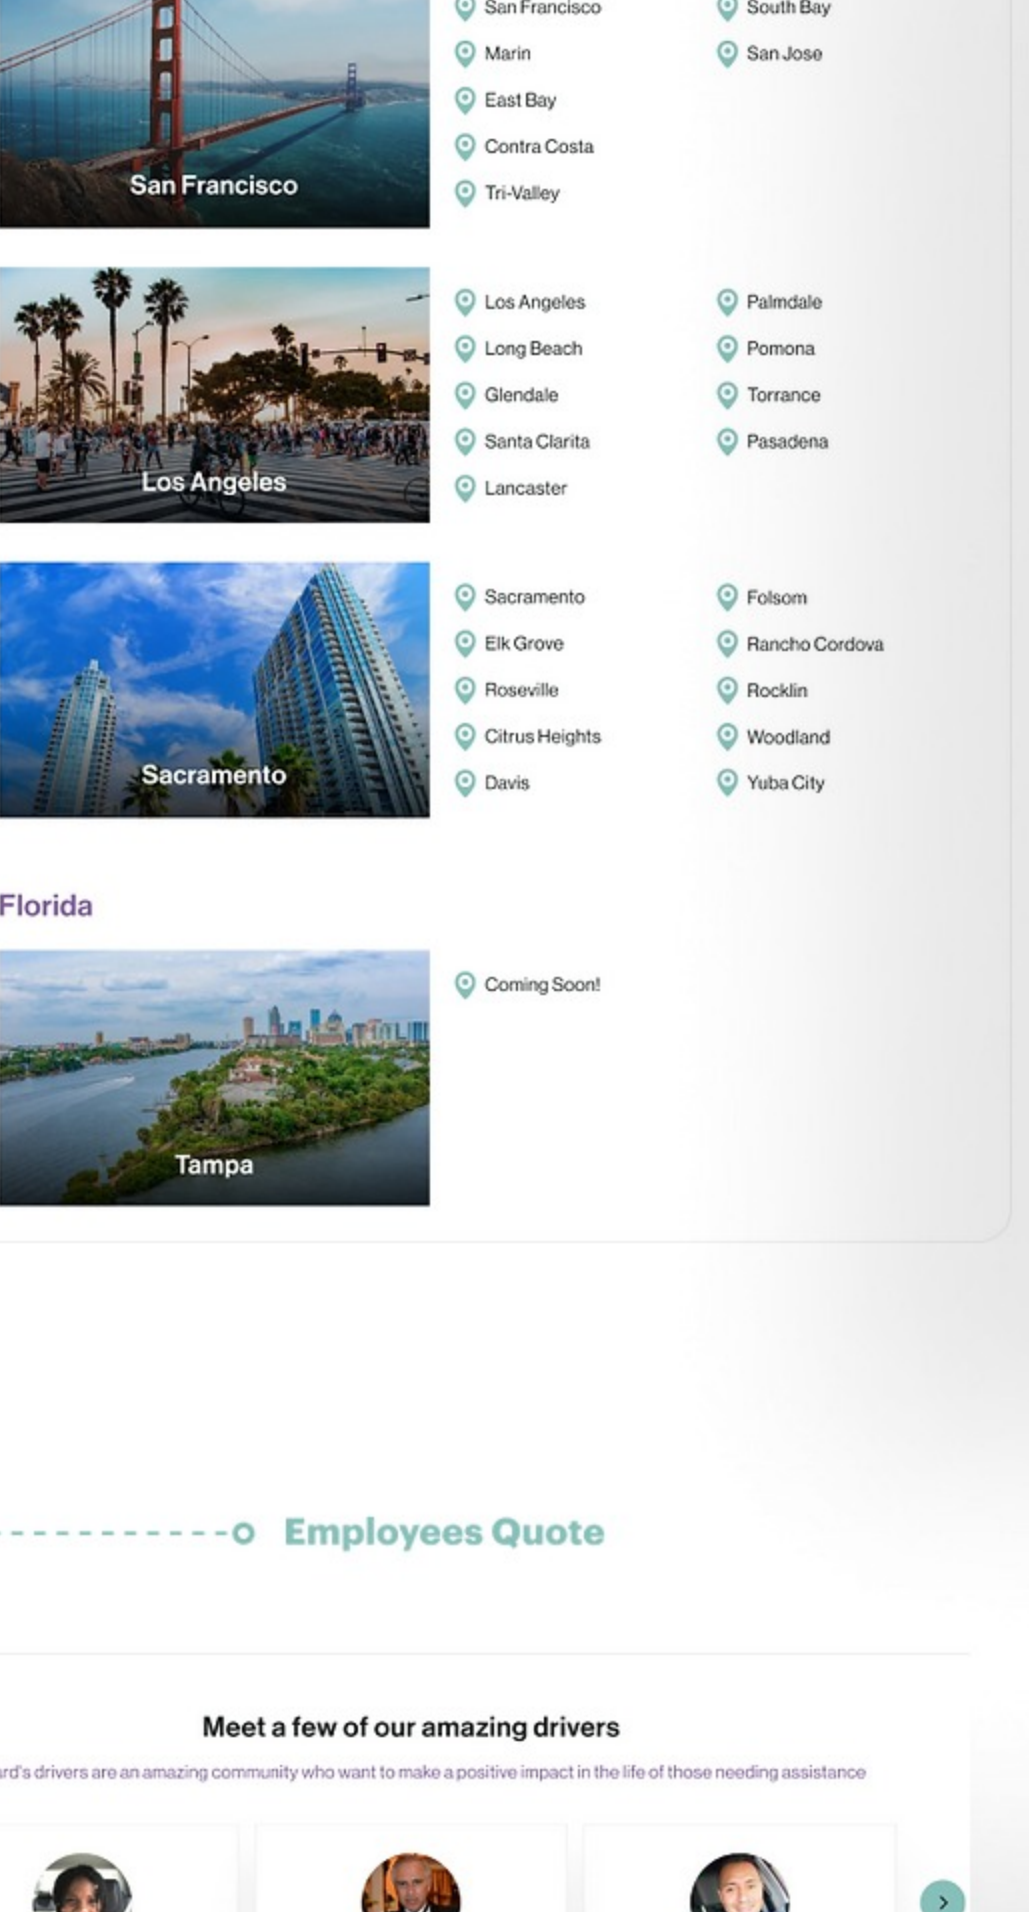 San Francisco
South Bay
Marin
San Jose
East Bay
Contra Costa
Tri-Valley
San Francisco
Los Angeles
Palmdale
Long Beach
Pomona
Glendale
Torrance
Santa Clarita
Pasadena
Lancaster
Los Angeles
Sacramento
Folsom
Elk Grove
Rancho Cordova
Roseville
Rocklin
Citrus Heights
Woodland
Davis
Yuba City
Sacramento
Florida
Coming Soon!
Tampa
Employees Quote
Meet a few of our amazing drivers
rd's drivers are an amazing community who want to make a positive impact in the life of those needing assistance